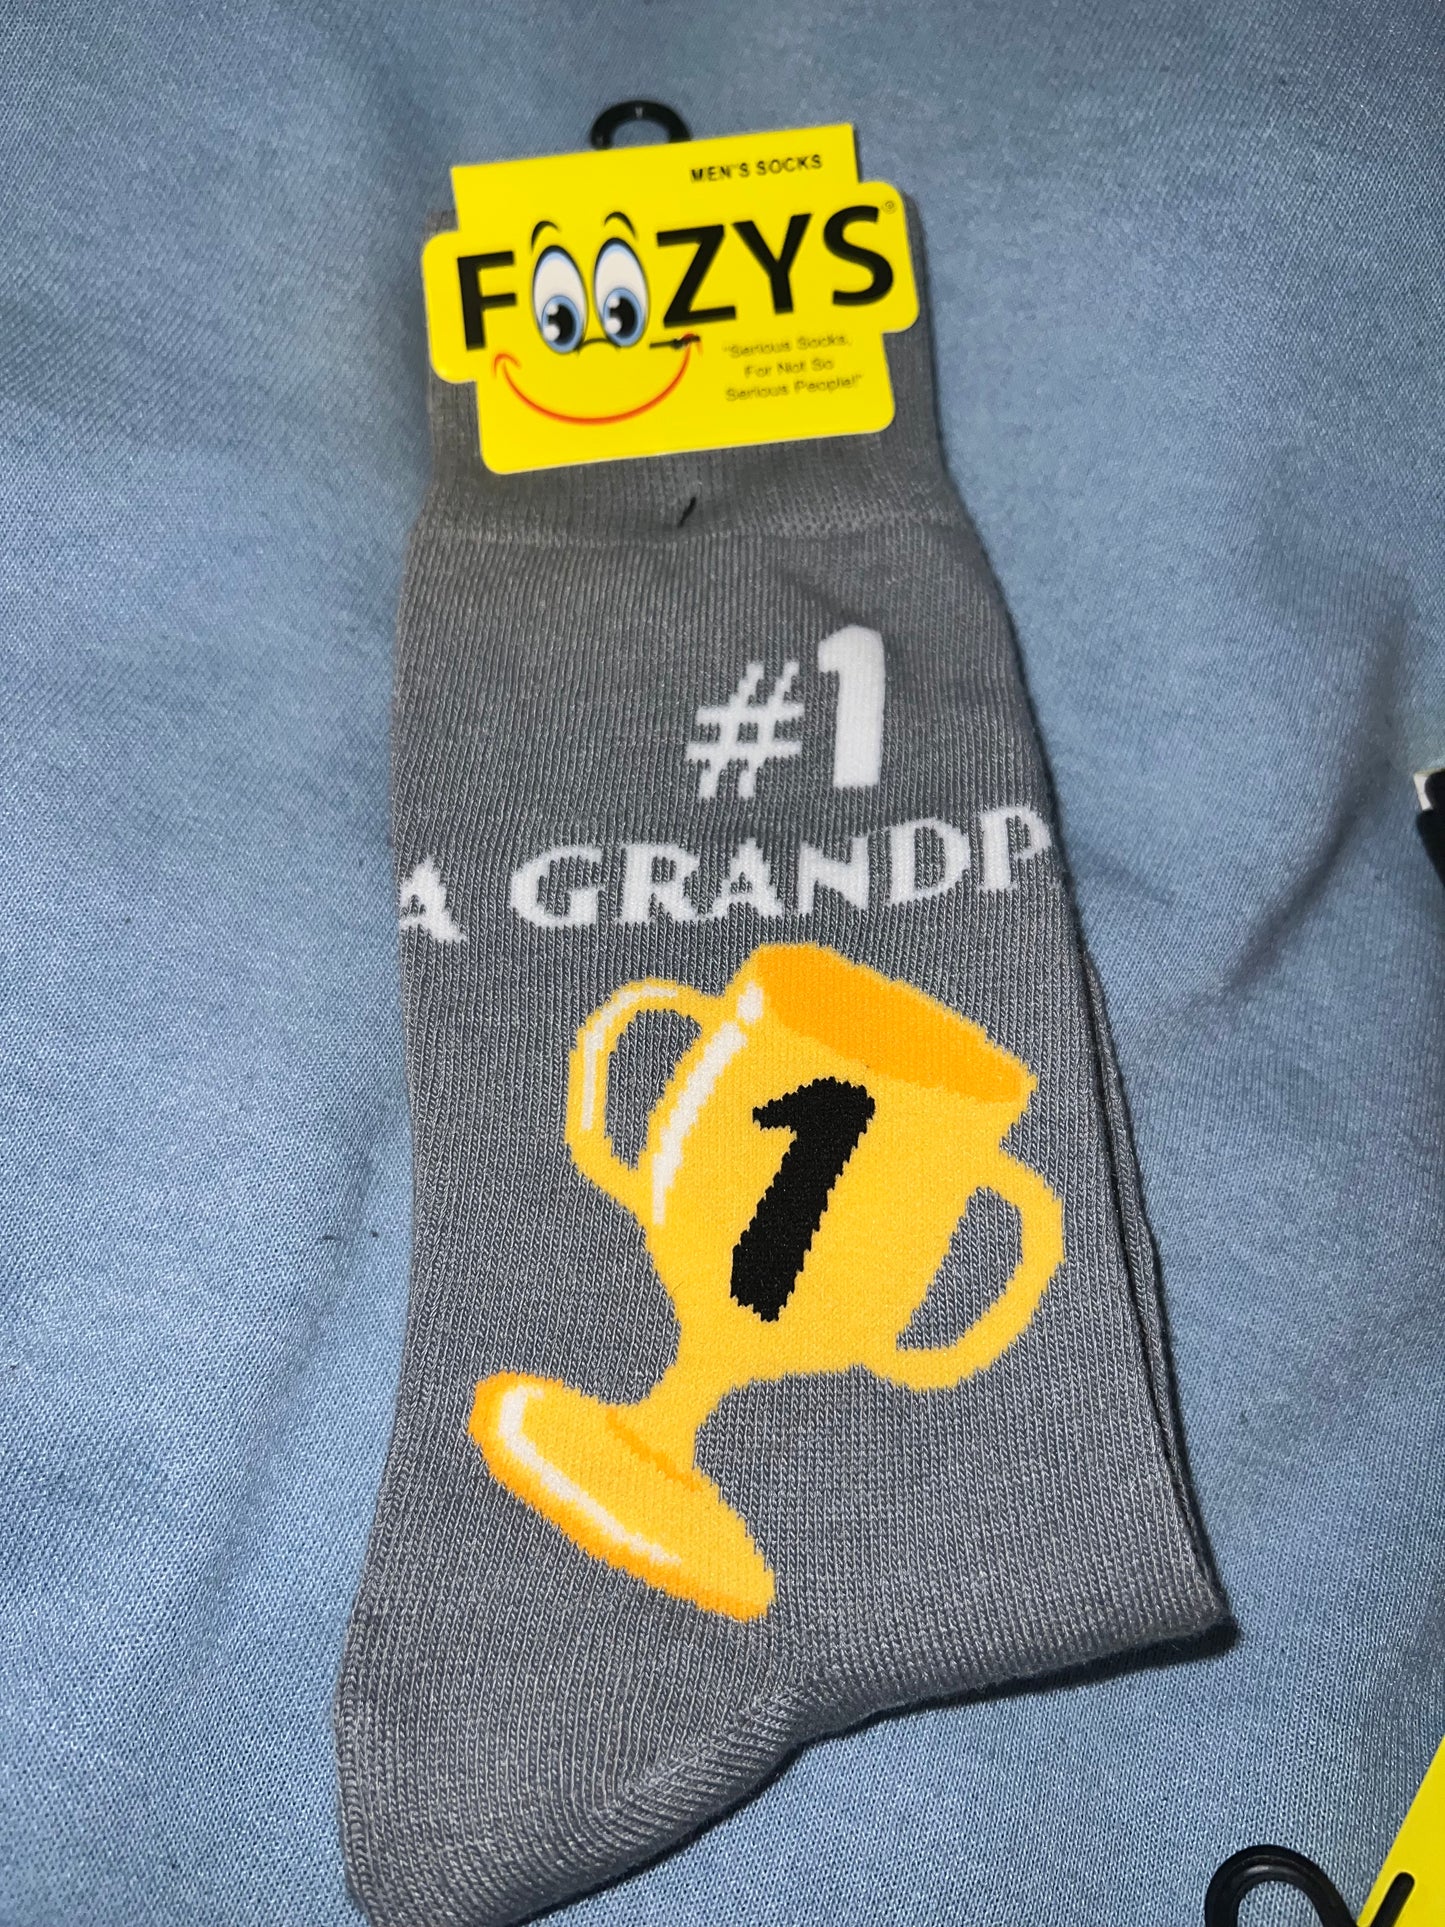 MEN'S SOCKS
FOOZYS®
"Serious Socks,
For Not So
Serious People!"
#1
A GRANDP
1